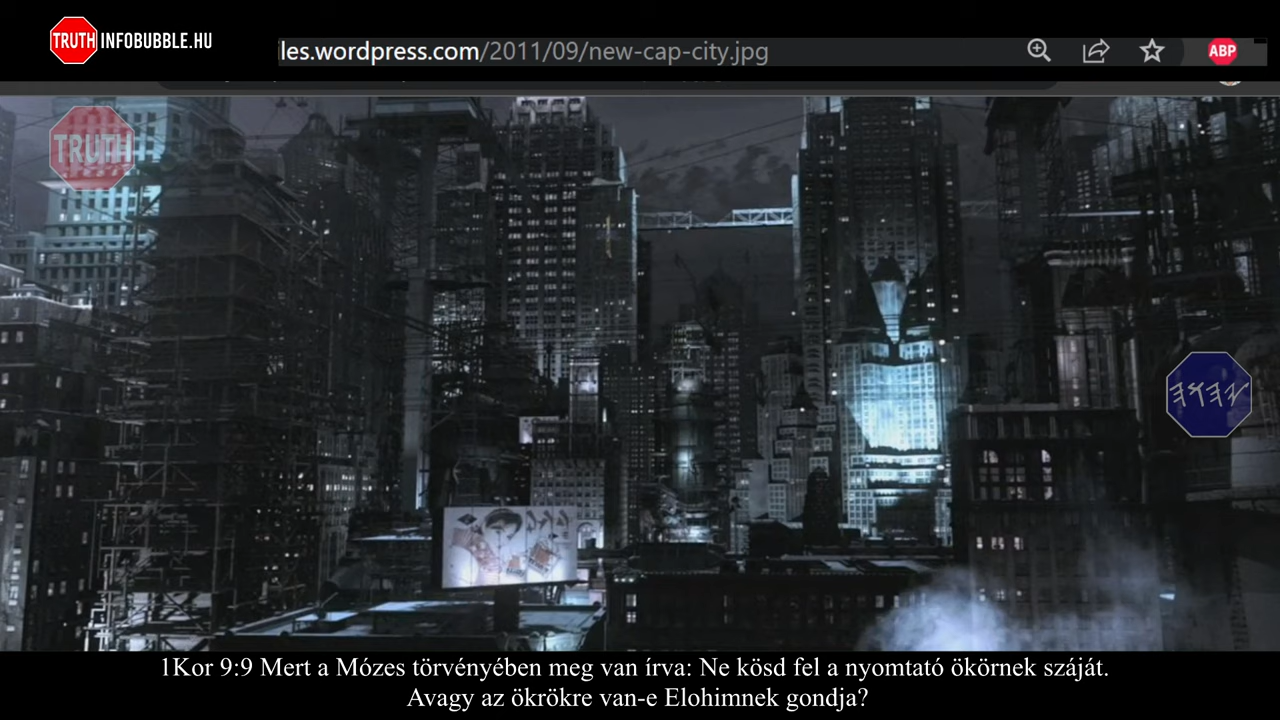 TRUTH INFOBUBBLE.HU
les.wordpress.com/2011/09/new-cap-city.jpg
ABP
TRUTH
𐤉𐤄𐤅𐤄
1Kor 9:9 Mert a Mózes törvényében meg van írva: Ne kösd fel a nyomtató ökörnek száját.
Avagy az ökrökre van-e Elohimnek gondja?